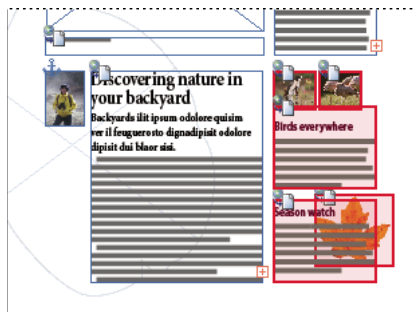 Discovering nature in
your backyard
Backyards ilit ipsum odolore quisim
ver il feuguerosto dignadipisit odolore
dipisit dui blaor sisi.
Birds everywhere
Season watch